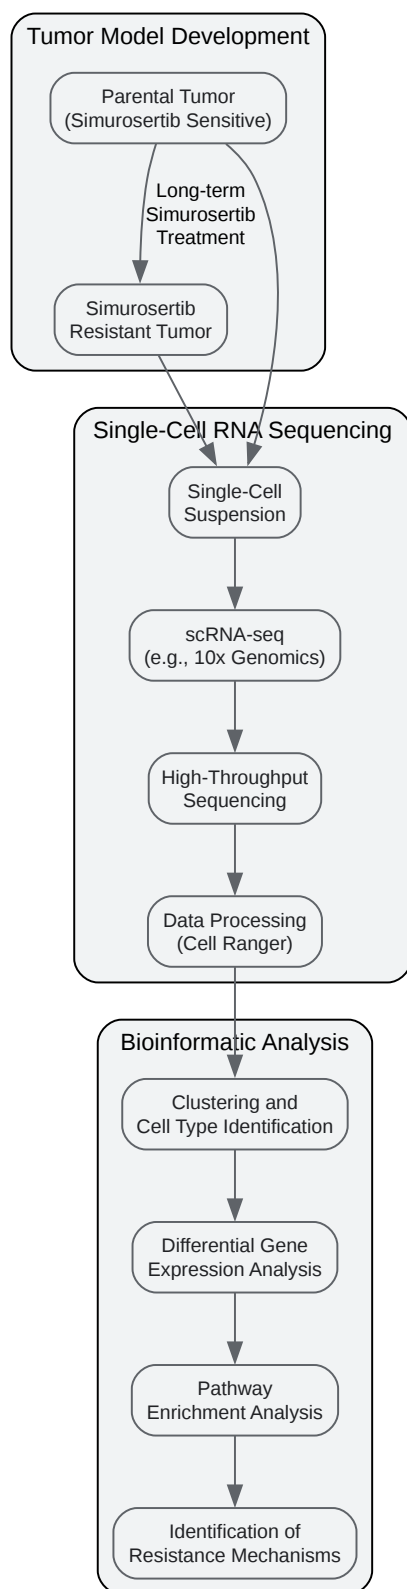 Tumor Model Development
Parental Tumor
(Simurosertib Sensitive)
Long-term
Simurosertib
Treatment
Simurosertib
Resistant Tumor
Single-Cell RNA Sequencing
Single-Cell
Suspension
scRNA-seq
(e.g., 10x Genomics)
High-Throughput
Sequencing
Data Processing
(Cell Ranger)
Bioinformatic Analysis
Clustering and
Cell Type Identification
Differential Gene
Expression Analysis
Pathway
Enrichment Analysis
Identification of
Resistance Mechanisms